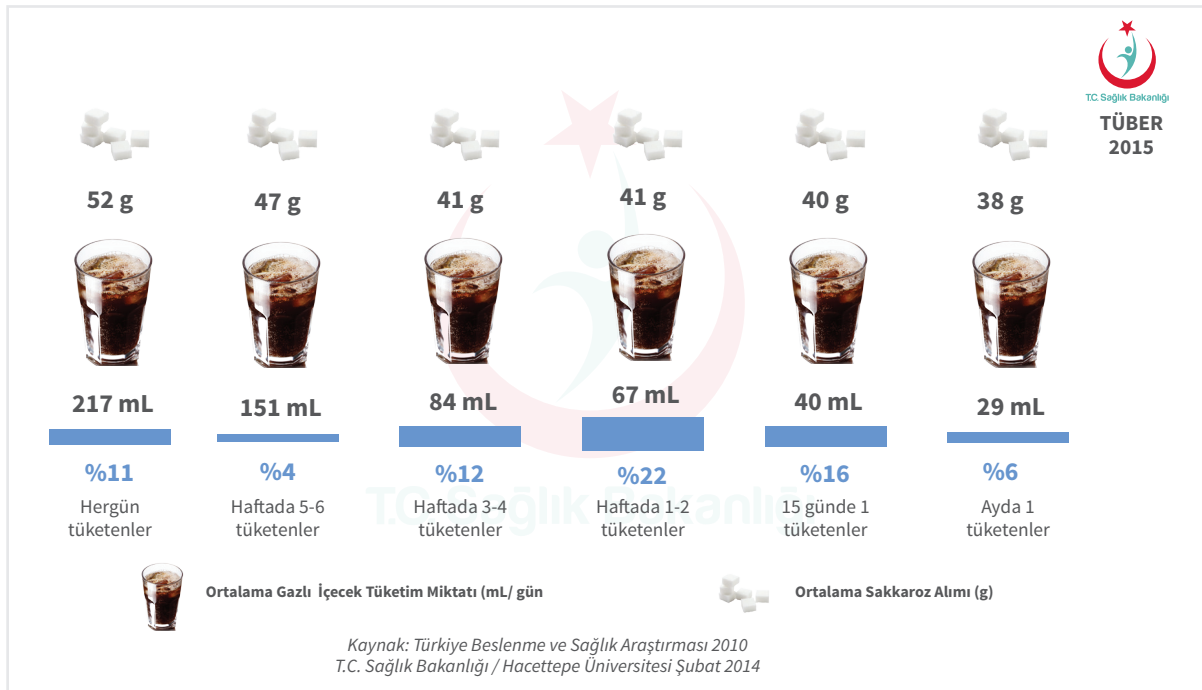 T.C. Sağlık Bakanlığı
TÜBER
2015
52 g
47 g
41 g
41 g
40 g
38 g
217 mL
151 mL
84 mL
67 mL
40 mL
29 mL
%11
%4
%12
%22
%16
%6
Hergün
tüketenler
Haftada 5-6
tüketenler
Haftada 3-4
tüketenler
Haftada 1-2
tüketenler
15 günde 1
tüketenler
Ayda 1
tüketenler
T.C. Sağlık Bakanlığı
Ortalama Gazlı İçecek Tüketim Miktatı (mL/ gün
Ortalama Sakkaroz Alımı (g)
Kaynak: Türkiye Beslenme ve Sağlık Araştırması 2010
T.C. Sağlık Bakanlığı / Hacettepe Üniversitesi Şubat 2014